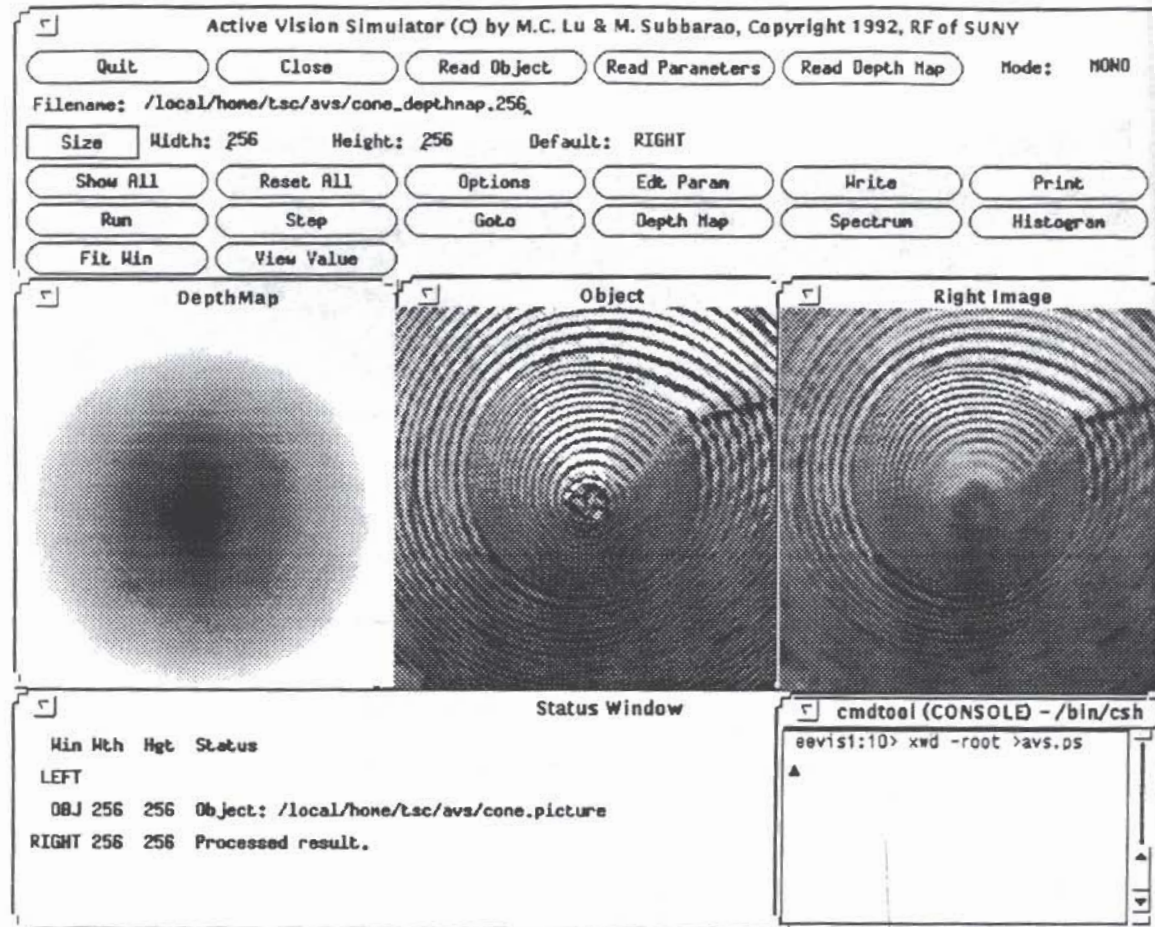 Active Vision Simulator (C) by M.C. Lu & M. Subbarao, Copyright 1992, RF of SUNY
Quit Close Read Object Read Parameters Read Depth Map Mode: MONO
Filename: /local/home/tsc/avs/cone_depthmap.256
Size Width: 256 Height: 256 Default: RIGHT
Show All Reset All Options Edt Param Write Print
Run Step Goto Depth Map Spectrum Histogram
Fit Win View Value
DepthMap Object Right Image
Status Window
cmdtool (CONSOLE) - /bin/csh
eevis1:10> xwd -root >avs.ps
Win Wth Hgt Status
LEFT
OBJ 256 256 Object: /local/home/tsc/avs/cone.picture
RIGHT 256 256 Processed result.